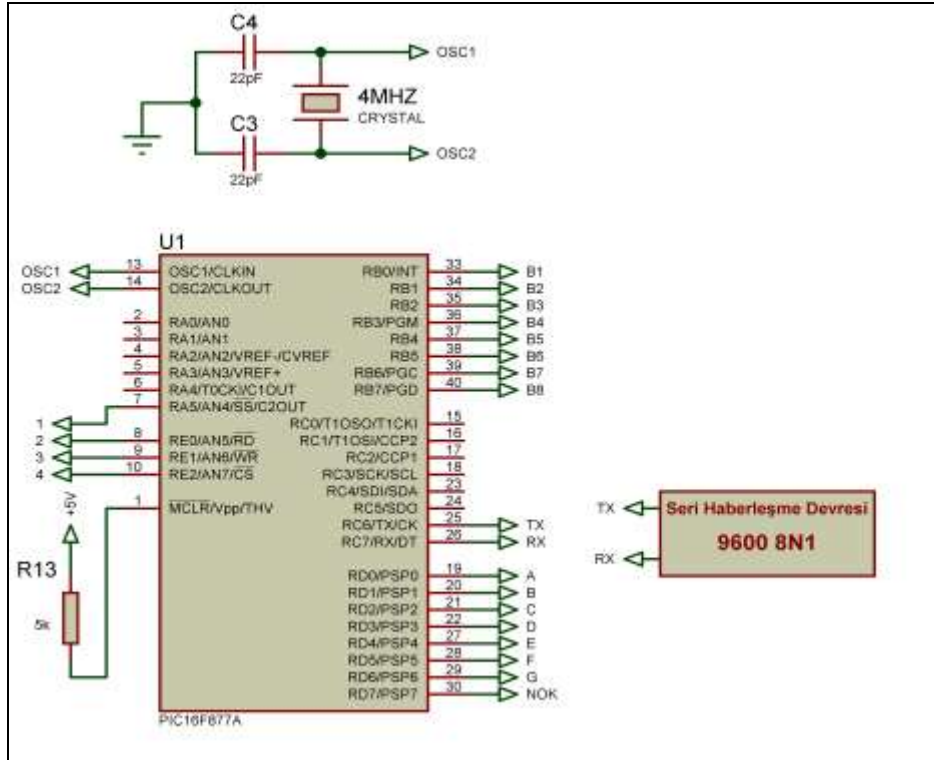 C4
22pF
OSC1
4MHZ
CRYSTAL
C3
22pF
OSC2
U1
OSC1 13 OSC1/CLKIN RB0/INT 33 B1
OSC2 14 OSC2/CLKOUT RB1 34 B2
RB2 35 B3
2 RA0/AN0 RB3/PGM 36 B4
3 RA1/AN1 RB4 37 B5
4 RA2/AN2/VREF-/CVREF RB5 38 B6
5 RA3/AN3/VREF+ RB6/PGC 39 B7
6 RA4/T0CKI/C1OUT RB7/PGD 40 B8
1 7 RA5/AN4/SS/C2OUT
RC0/T1OSO/T1CKI 15
2 8 RE0/AN5/RD RC1/T1OSI/CCP2 16
3 9 RE1/AN6/WR RC2/CCP1 17
4 10 RE2/AN7/CS RC3/SCK/SCL 18
RC4/SDI/SDA 23
+5V 1 MCLR/Vpp/THV RC5/SDO 24
RC6/TX/CK 25 TX
RC7/RX/DT 26 RX
TX Seri Haberleşme Devresi
9600 8N1
RX
R13
5k
RD0/PSP0 19 A
RD1/PSP1 20 B
RD2/PSP2 21 C
RD3/PSP3 22 D
RD4/PSP4 27 E
RD5/PSP5 28 F
RD6/PSP6 29 G
RD7/PSP7 30 NOK
PIC16F877A